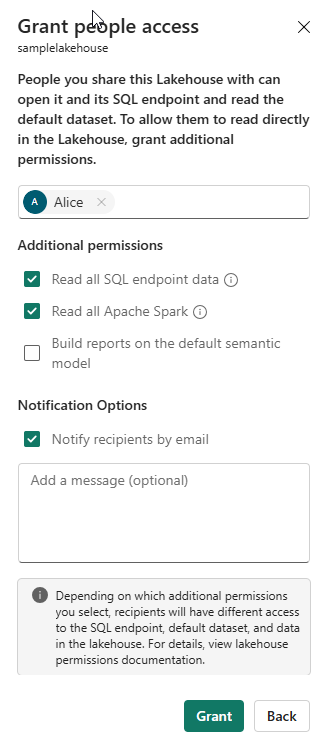 Grant people access
samplelakehouse
People you share this Lakehouse with can
open it and its SQL endpoint and read the
default dataset. To allow them to read directly
in the Lakehouse, grant additional
permissions.
A Alice
Additional permissions
Read all SQL endpoint data
Read all Apache Spark
Build reports on the default semantic
model
Notification Options
Notify recipients by email
Add a message (optional)
Depending on which additional permissions
you select, recipients will have different access
to the SQL endpoint, default dataset, and data
in the lakehouse. For details, view lakehouse
permissions documentation.
Grant Back